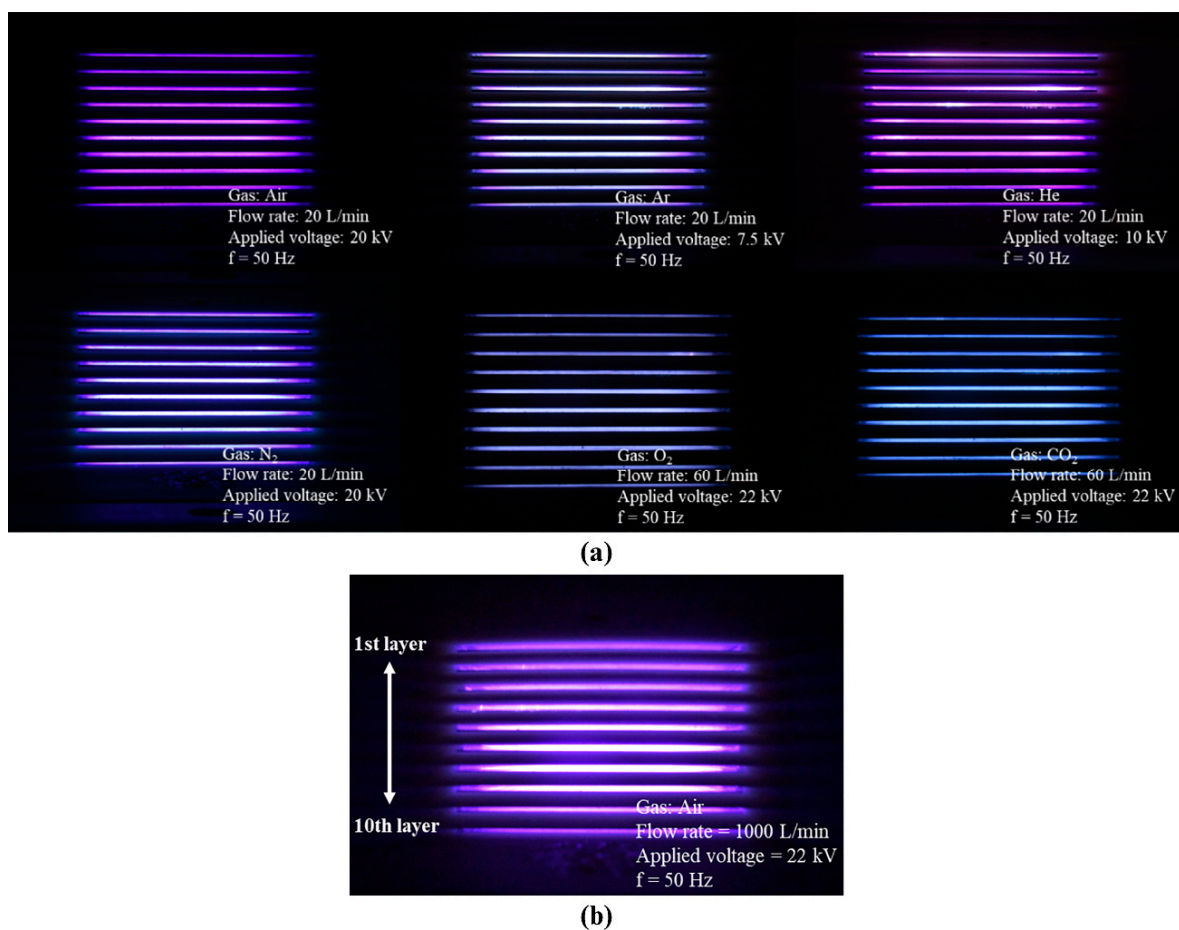 Gas: Air
Flow rate: 20 L/min
Applied voltage: 20 kV
f = 50 Hz
Gas: Ar
Flow rate: 20 L/min
Applied voltage: 7.5 kV
f = 50 Hz
Gas: He
Flow rate: 20 L/min
Applied voltage: 10 kV
f = 50 Hz
Gas: N₂
Flow rate: 20 L/min
Applied voltage: 20 kV
f = 50 Hz
Gas: O₂
Flow rate: 60 L/min
Applied voltage: 22 kV
f = 50 Hz
Gas: CO₂
Flow rate: 60 L/min
Applied voltage: 22 kV
f = 50 Hz
(a)
1st layer
10th layer
Gas: Air
Flow rate = 1000 L/min
Applied voltage = 22 kV
f = 50 Hz
(b)